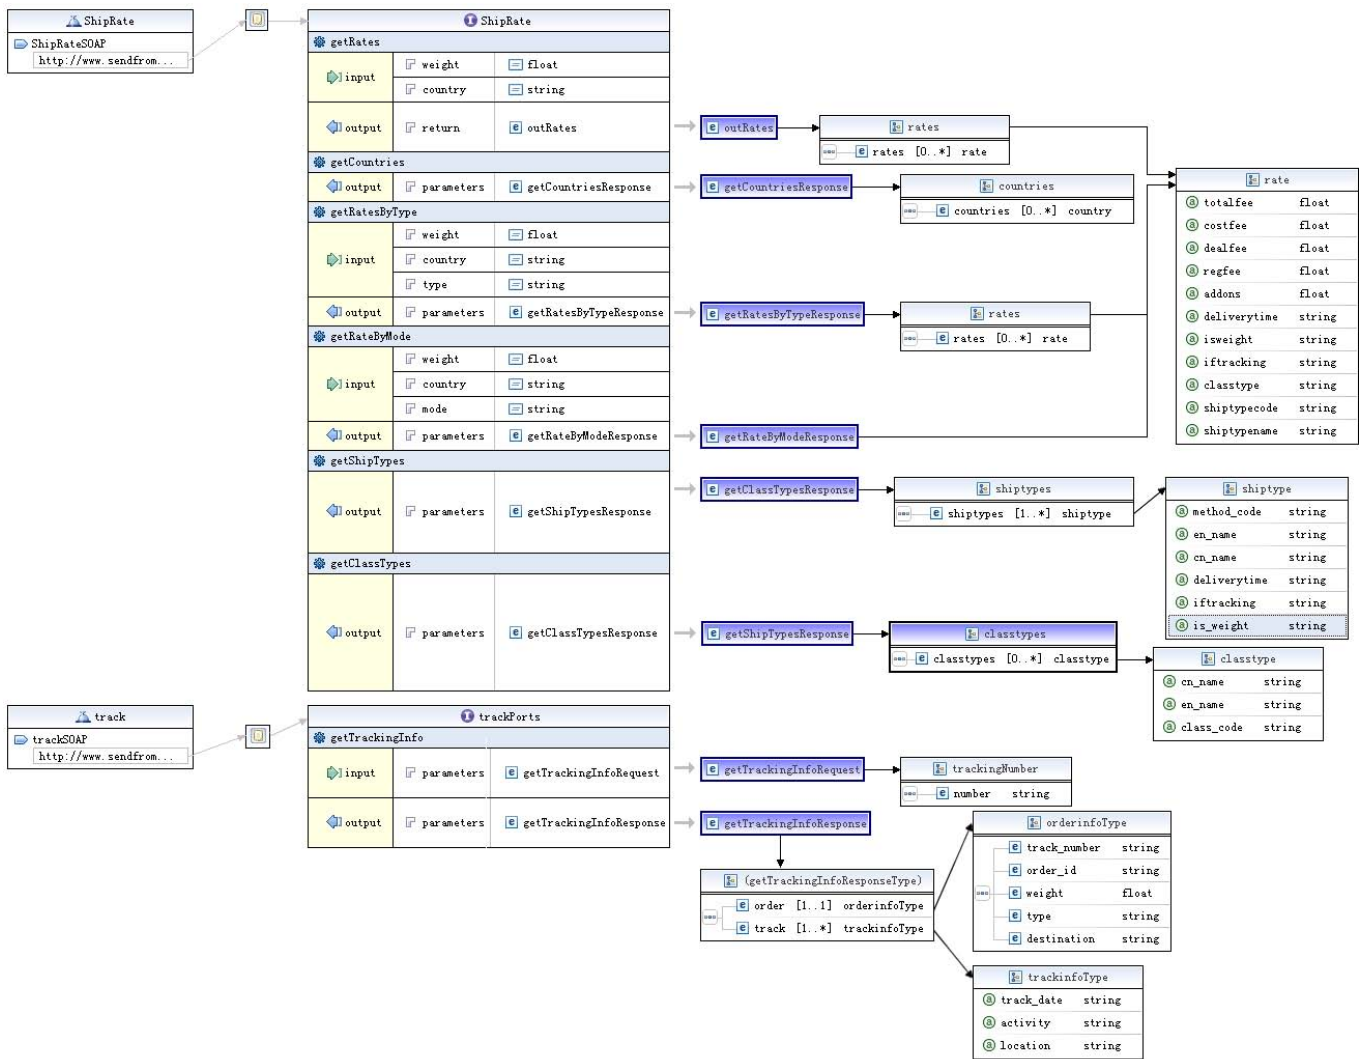 ShipRate
ShipRateSOAP
http://www.sendfrom...
ShipRate
getRates
input
weight float
country string
output
return outRates
getCountries
output parameters getCountriesResponse
getRatesByType
input
weight float
country string
type string
output parameters getRatesByTypeResponse
getRateByMode
input
weight float
country string
mode string
output parameters getRateByModeResponse
getShipTypes
output parameters getShipTypesResponse
getClassTypes
output parameters getClassTypesResponse
outRates
rates
rates [0..*] rate
getCountriesResponse
countries
countries [0..*] country
getRatesByTypeResponse
rates
rates [0..*] rate
getRateByModeResponse
rate
totalfee float
costfee float
dealfee float
regfee float
addons float
deliverytime string
isweight string
iftracking string
classtype string
shiptypecode string
shiptypename string
getClassTypesResponse
shiptypes
shiptypes [1..*] shiptype
shiptype
method_code string
en_name string
cn_name string
deliverytime string
iftracking string
is_weight string
getShipTypesResponse
classtypes
classtypes [0..*] classtype
classtype
cn_name string
en_name string
class_code string
track
trackSOAP
http://www.sendfrom...
trackPorts
getTrackingInfo
input parameters getTrackingInfoRequest
output parameters getTrackingInfoResponse
getTrackingInfoRequest
trackingNumber
number string
getTrackingInfoResponse
(getTrackingInfoResponseType)
order [1..1] orderinfoType
track [1..*] trackinfoType
orderinfoType
track_number string
order_id string
weight float
type string
destination string
trackinfoType
track_date string
activity string
location string